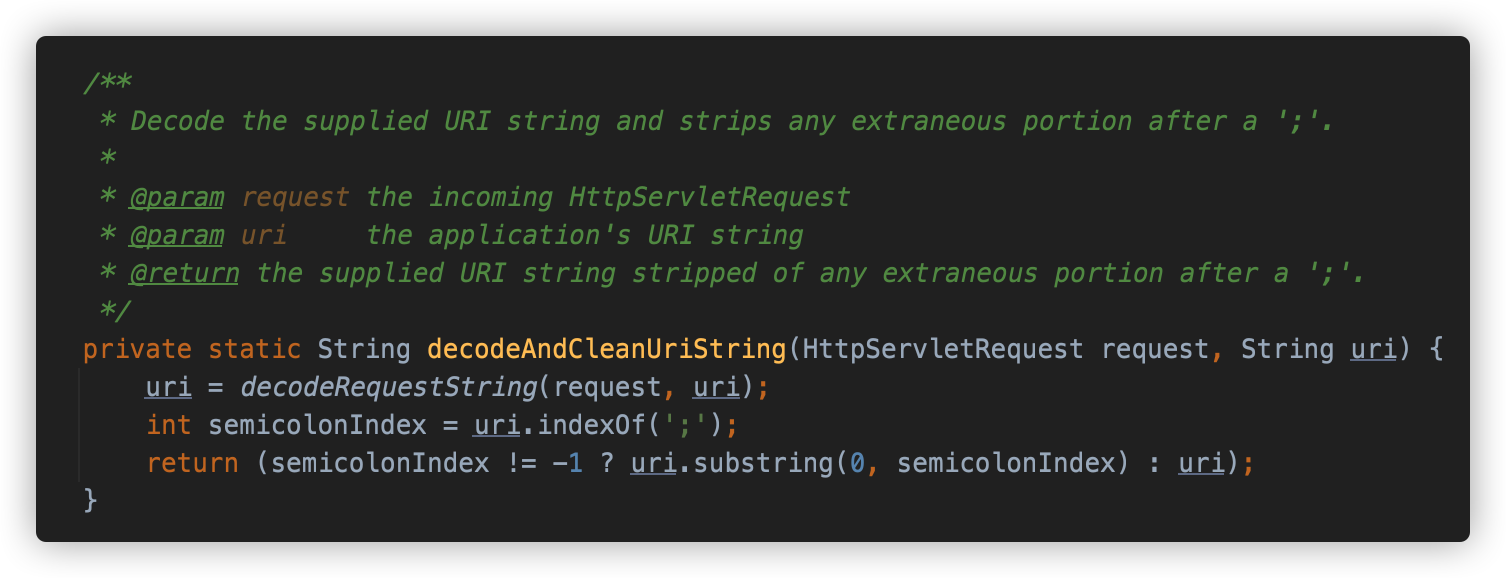 /**
 * Decode the supplied URI string and strips any extraneous portion after a ';'.
 *
 * @param request the incoming HttpServletRequest
 * @param uri     the application's URI string
 * @return the supplied URI string stripped of any extraneous portion after a ';'.
 */
private static String decodeAndCleanUriString(HttpServletRequest request, String uri) {
    uri = decodeRequestString(request, uri);
    int semicolonIndex = uri.indexOf(';');
    return (semicolonIndex != -1 ? uri.substring(0, semicolonIndex) : uri);
}